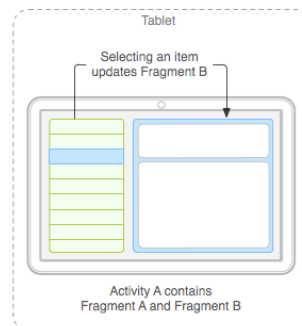 Tablet
Selecting an item
updates Fragment B
Activity A contains
Fragment A and Fragment B